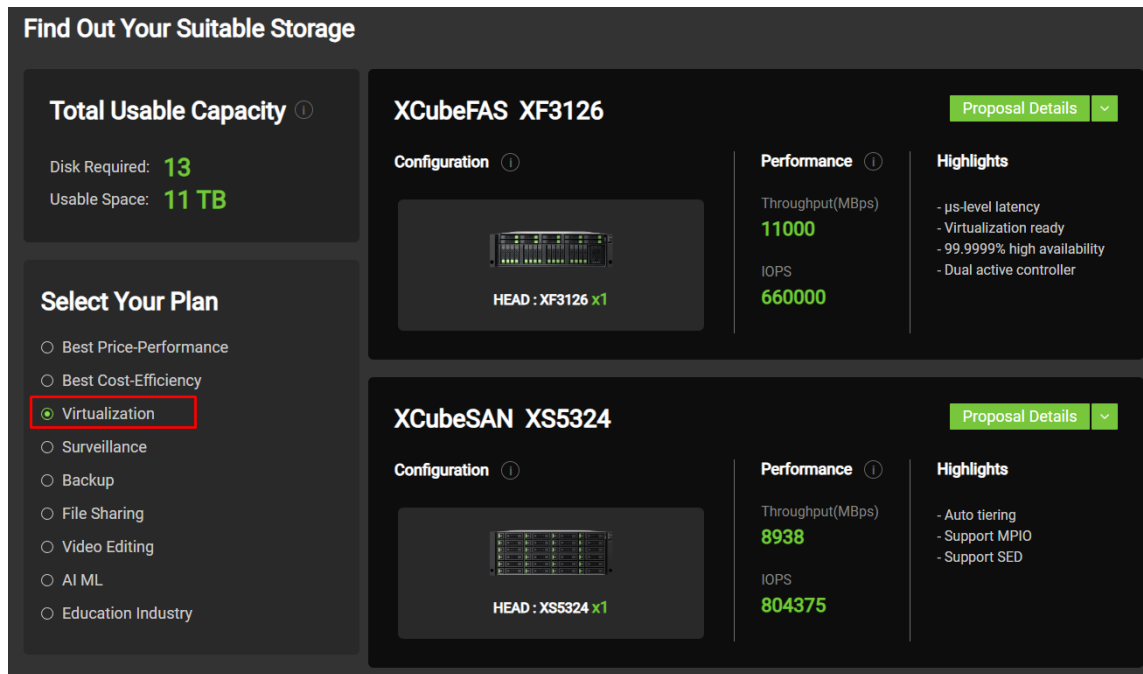 Find Out Your Suitable Storage
Total Usable Capacity
Disk Required: 13
Usable Space: 11 TB
Select Your Plan
Best Price-Performance
Best Cost-Efficiency
Virtualization
Surveillance
Backup
File Sharing
Video Editing
AI ML
Education Industry
XCubeFAS XF3126
Proposal Details
Configuration
HEAD : XF3126 x1
Performance
Throughput(MBps)
11000
IOPS
660000
Highlights
- µs-level latency
- Virtualization ready
- 99.9999% high availability
- Dual active controller
XCubeSAN XS5324
Proposal Details
Configuration
HEAD : XS5324 x1
Performance
Throughput(MBps)
8938
IOPS
804375
Highlights
- Auto tiering
- Support MPIO
- Support SED